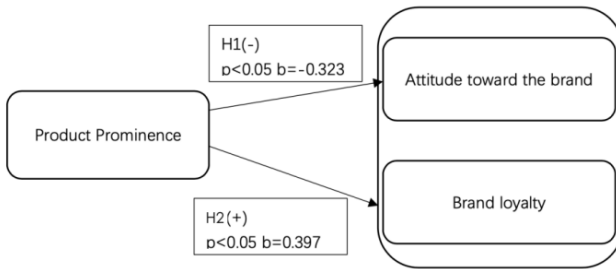 H1(-)
p<0.05 b=-0.323
Attitude toward the brand
Product Prominence
Brand loyalty
H2(+)
p<0.05 b=0.397